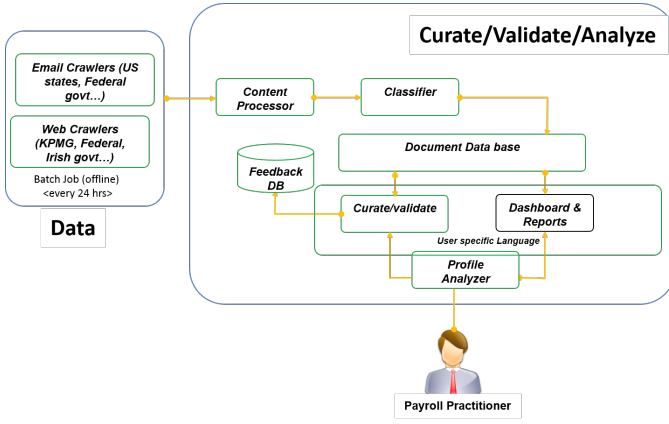 Curate/Validate/Analyze
Email Crawlers (US
states, Federal
govt…)
Web Crawlers
(KPMG, Federal,
Irish govt…)
Batch Job (offline)
<every 24 hrs>
Data
Content
Processor
Classifier
Document Data base
Feedback
DB
Curate/validate
Dashboard &
Reports
User specific Language
Profile
Analyzer
Payroll Practitioner